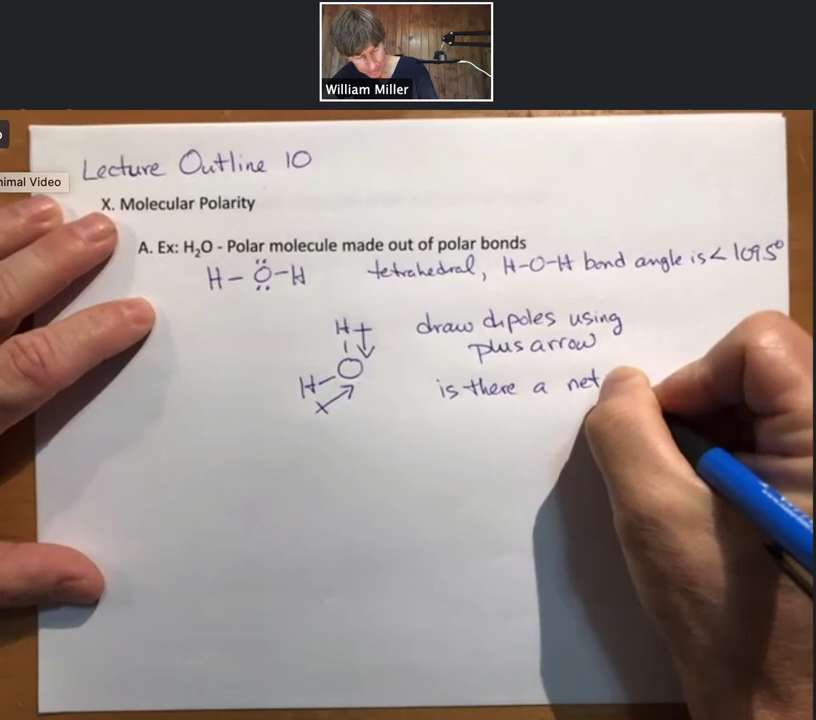 William Miller
nimal Video
Lecture Outline 10
X. Molecular Polarity
A. Ex: H₂O - Polar molecule made out of polar bonds
H-Ö-H tetrahedral, H-O-H bond angle is < 109.5°
H
draw dipoles using
plus arrow
O
H
is there a net